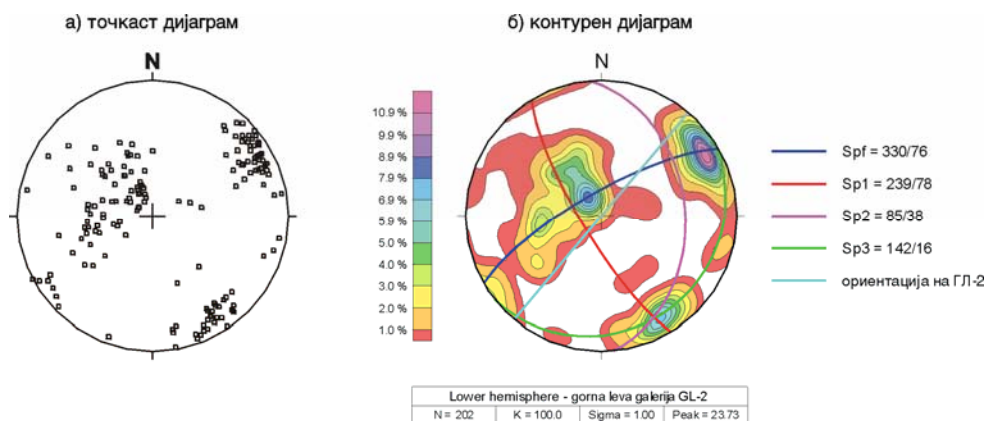 а) точкаст дијаграм
б) контурен дијаграм
N
N
10.9 %
9.9 %
8.9 %
7.9 %
6.9 %
5.9 %
5.0 %
4.0 %
3.0 %
2.0 %
1.0 %
Spf = 330/76
Sp1 = 239/78
Sp2 = 85/38
Sp3 = 142/16
ориентација на ГЛ-2
Lower hemisphere - gorna leva galerija GL-2
N = 202 K = 100.0 Sigma = 1.00 Peak = 23.73